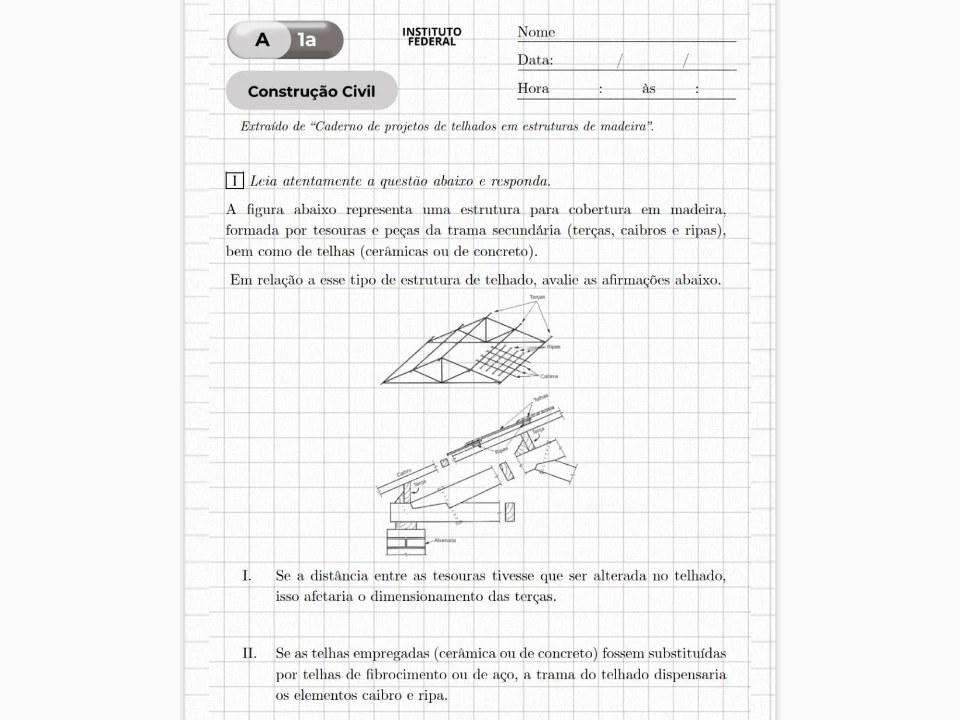 A 1a
INSTITUTO
FEDERAL
Nome
Data: / /
Hora : às :
Construção Civil
Extraído de “Caderno de projetos de telhados em estruturas de madeira”.
I Leia atentamente a questão abaixo e responda.
A figura abaixo representa uma estrutura para cobertura em madeira,
formada por tesouras e peças da trama secundária (terças, caibros e ripas),
bem como de telhas (cerâmicas ou de concreto).
Em relação a esse tipo de estrutura de telhado, avalie as afirmações abaixo.
Terças
Ripas
Caibros
Telhas
Terça
Ripas
Caibro
Terça
Alvenaria
I. Se a distância entre as tesouras tivesse que ser alterada no telhado,
isso afetaria o dimensionamento das terças.
II. Se as telhas empregadas (cerâmica ou de concreto) fossem substituídas
por telhas de fibrocimento ou de aço, a trama do telhado dispensaria
os elementos caibro e ripa.